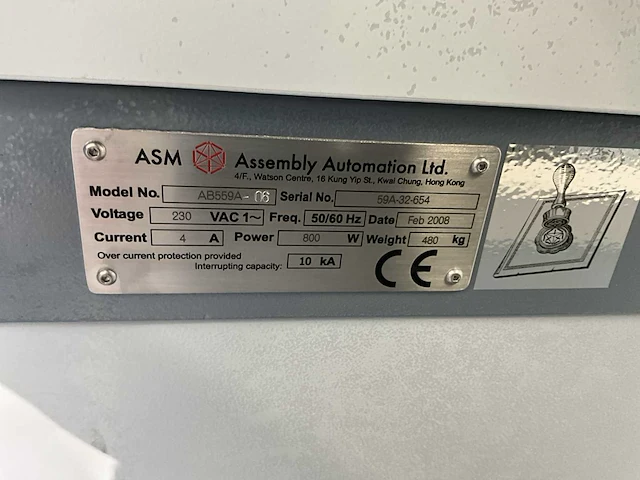 ASM Assembly Automation Ltd.
4/F., Watson Centre, 16 Kung Yip St., Kwai Chung, Hong Kong
Model No. AB559A-06 Serial No. 59A-32-654
Voltage 230 VAC 1~ Freq. 50/60 Hz Date Feb 2008
Current 4 A Power 800 W Weight 480 kg
Over current protection provided
Interrupting capacity: 10 kA
CE